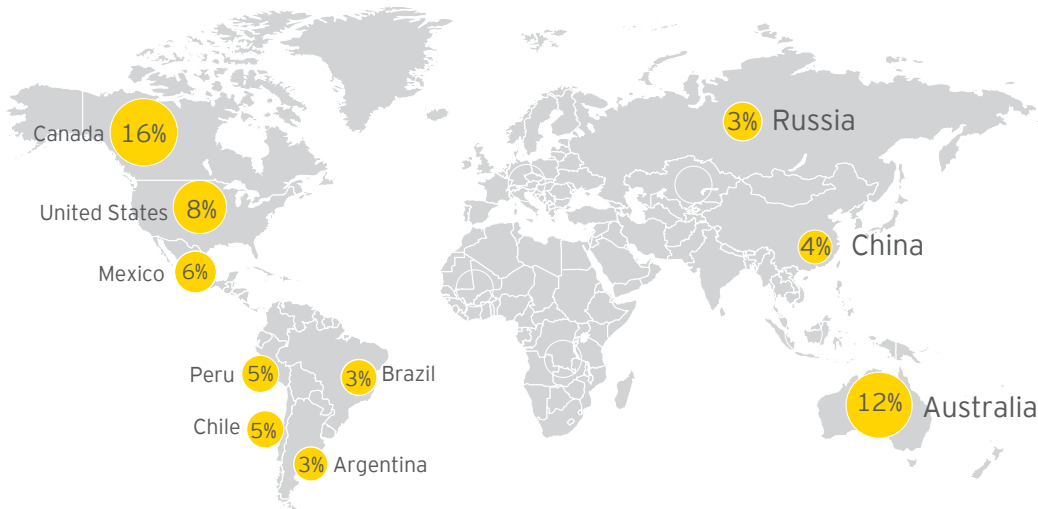 Canada 16%
3% Russia
United States 8%
4% China
Mexico 6%
Peru 5%
3% Brazil
12% Australia
Chile 5%
3% Argentina